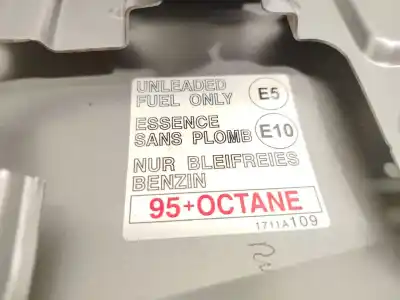 UNLEADED
FUEL ONLY E5
ESSENCE
SANS PLOMB E10
NUR BLEIFREIES
BENZIN
95+OCTANE
1711A109